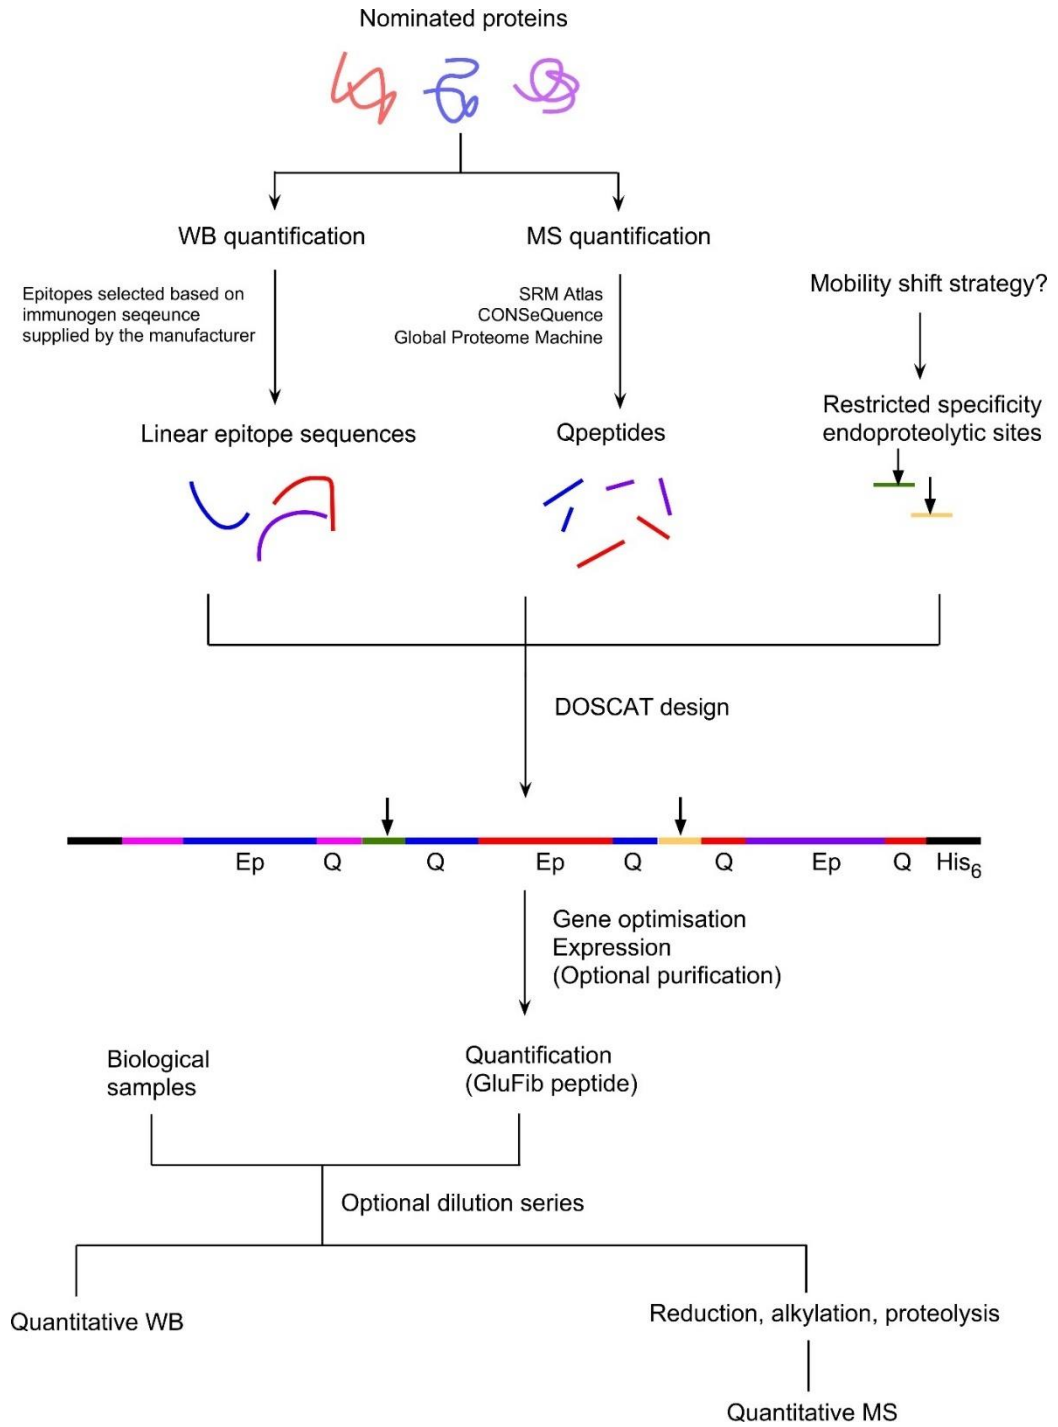 Nominated proteins
WB quantification
MS quantification
Epitopes selected based on
immunogen seqeunce
supplied by the manufacturer
SRM Atlas
CONSeQuence
Global Proteome Machine
Mobility shift strategy?
Linear epitope sequences
Qpeptides
Restricted specificity
endoproteolytic sites
DOSCAT design
Ep Q Q Ep Q Q Ep Q His6
Gene optimisation
Expression
(Optional purification)
Biological
samples
Quantification
(GluFib peptide)
Optional dilution series
Quantitative WB
Reduction, alkylation, proteolysis
Quantitative MS